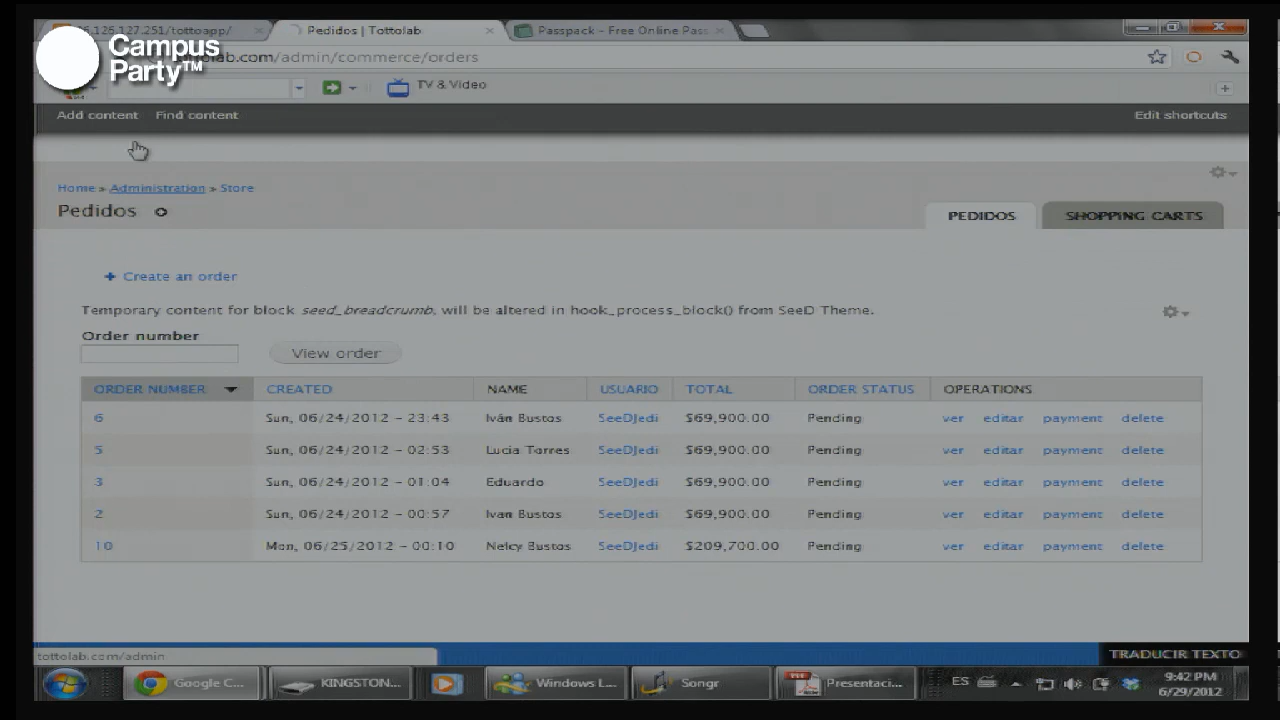 6.126.127.251/tottoapp/
Pedidos | Tottolab
Passpack - Free Online Pass
Campus
Party™
olab.com/admin/commerce/orders
TV & Video
Add content Find content Edit shortcuts
Home » Administration » Store
Pedidos
PEDIDOS SHOPPING CARTS
+ Create an order
Temporary content for block seed_breadcrumb, will be altered in hook_process_block() from SeeD Theme.
Order number
View order
ORDER NUMBER CREATED NAME USUARIO TOTAL ORDER STATUS OPERATIONS
6 Sun, 06/24/2012 - 23:43 Iván Bustos SeeDJedi $69,900.00 Pending ver editar payment delete
5 Sun, 06/24/2012 - 02:53 Lucia Torres SeeDJedi $69,900.00 Pending ver editar payment delete
3 Sun, 06/24/2012 - 01:04 Eduardo SeeDJedi $69,900.00 Pending ver editar payment delete
2 Sun, 06/24/2012 - 00:57 Ivan Bustos SeeDJedi $69,900.00 Pending ver editar payment delete
10 Mon, 06/25/2012 - 00:10 Nelcy Bustos SeeDJedi $209,700.00 Pending ver editar payment delete
tottolab.com/admin
TRADUCIR TEXTO
Google C... KINGSTON... Windows L... Songr Presentaci... ES 9:42 PM
6/29/2012